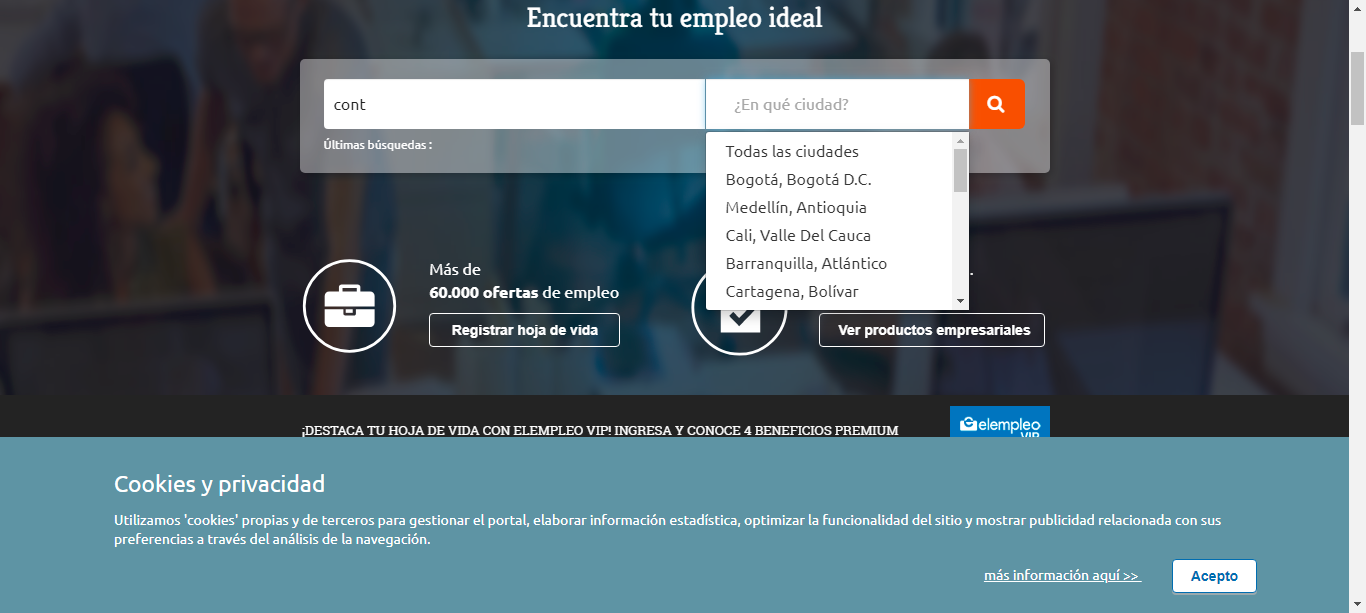 Encuentra tu empleo ideal
cont
¿En qué ciudad?
Últimas búsquedas :
Todas las ciudades
Bogotá, Bogotá D.C.
Medellín, Antioquia
Cali, Valle Del Cauca
Barranquilla, Atlántico
Cartagena, Bolívar
Más de
60.000 ofertas de empleo
Registrar hoja de vida
Ver productos empresariales
¡DESTACA TU HOJA DE VIDA CON ELEMPLEO VIP! INGRESA Y CONOCE 4 BENEFICIOS PREMIUM
elempleo
VIP
Cookies y privacidad
Utilizamos 'cookies' propias y de terceros para gestionar el portal, elaborar información estadística, optimizar la funcionalidad del sitio y mostrar publicidad relacionada con sus
preferencias a través del análisis de la navegación.
más información aquí >>
Acepto